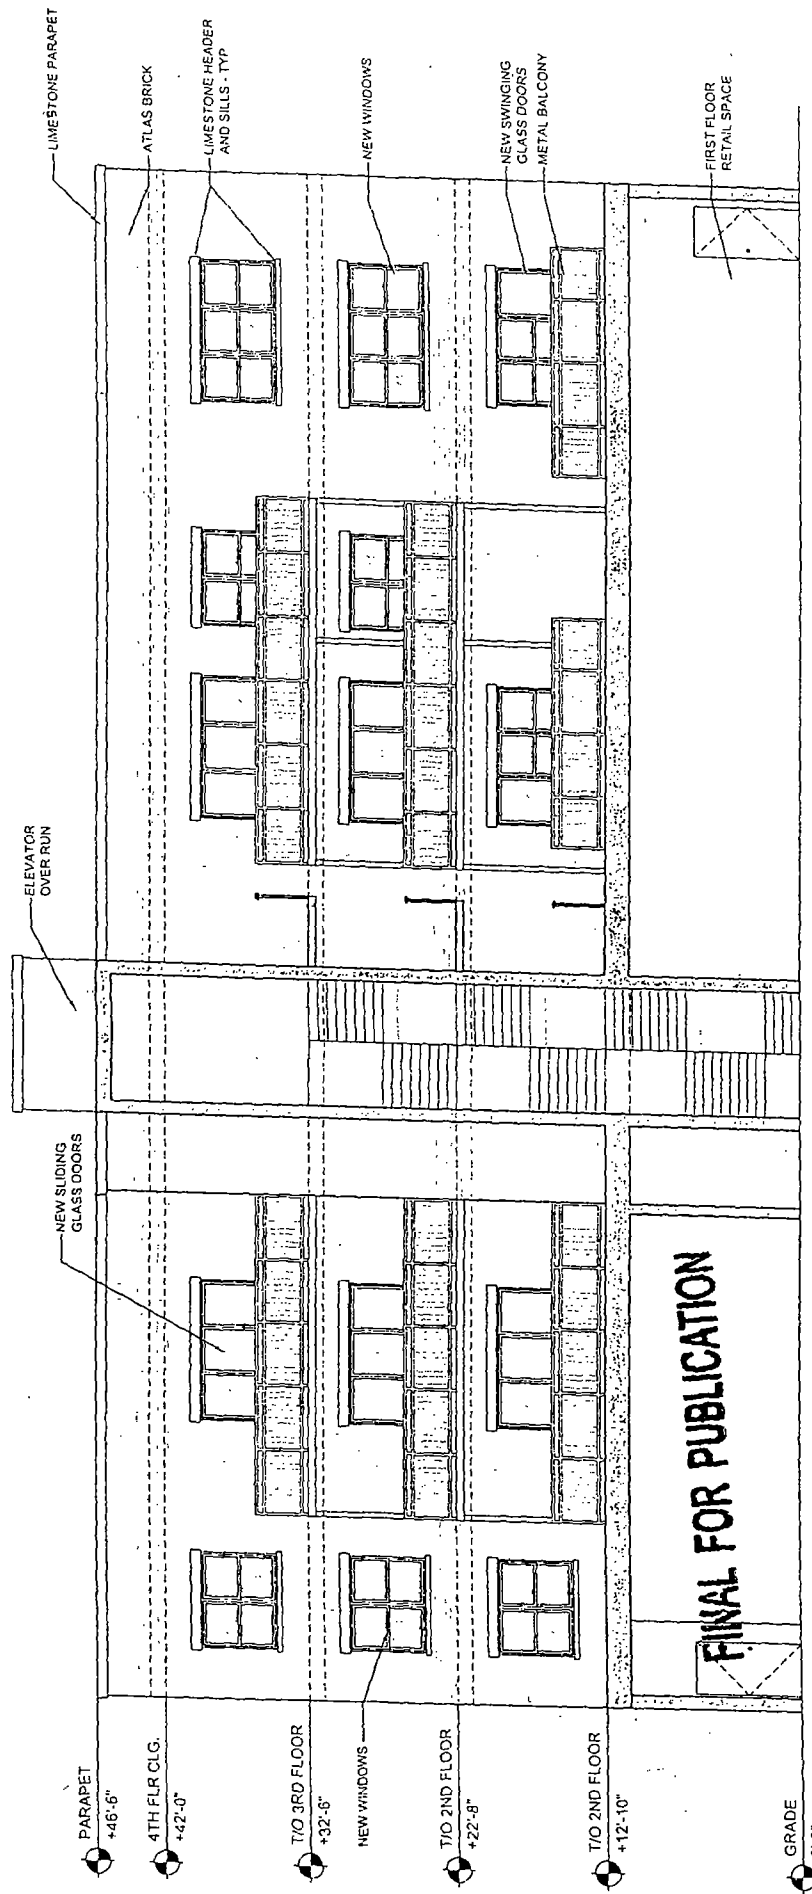 ELEVATOR
OVER RUN
LIMESTONE PARAPET
ATLAS BRICK
LIMESTONE HEADER
AND SILLS - TYP
NEW WINDOWS
NEW SWINGING
GLASS DOORS
METAL BALCONY
FIRST FLOOR
RETAIL SPACE
NEW SLIDING
GLASS DOORS
PARAPET
+46'-6"
4TH FLR CLG.
+42'-0"
T/O 3RD FLOOR
+32'-6"
NEW WINDOWS
T/O 2ND FLOOR
+22'-8"
T/O 2ND FLOOR
+12'-10"
GRADE
FINAL FOR PUBLICATION